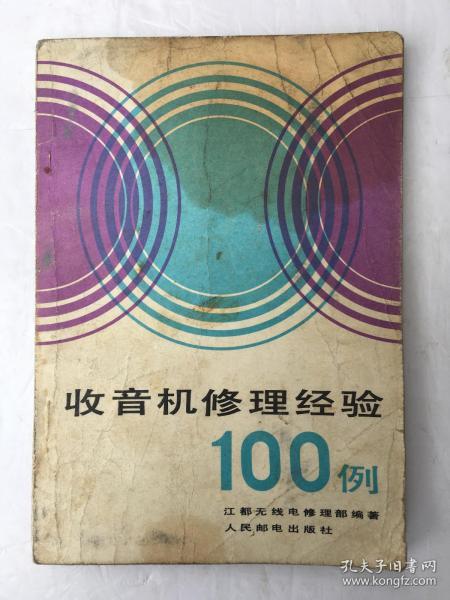 收音机修理经验
100例
江都无线电修理部编著
人民邮电出版社
孔夫子旧书网
www.kongfz.com